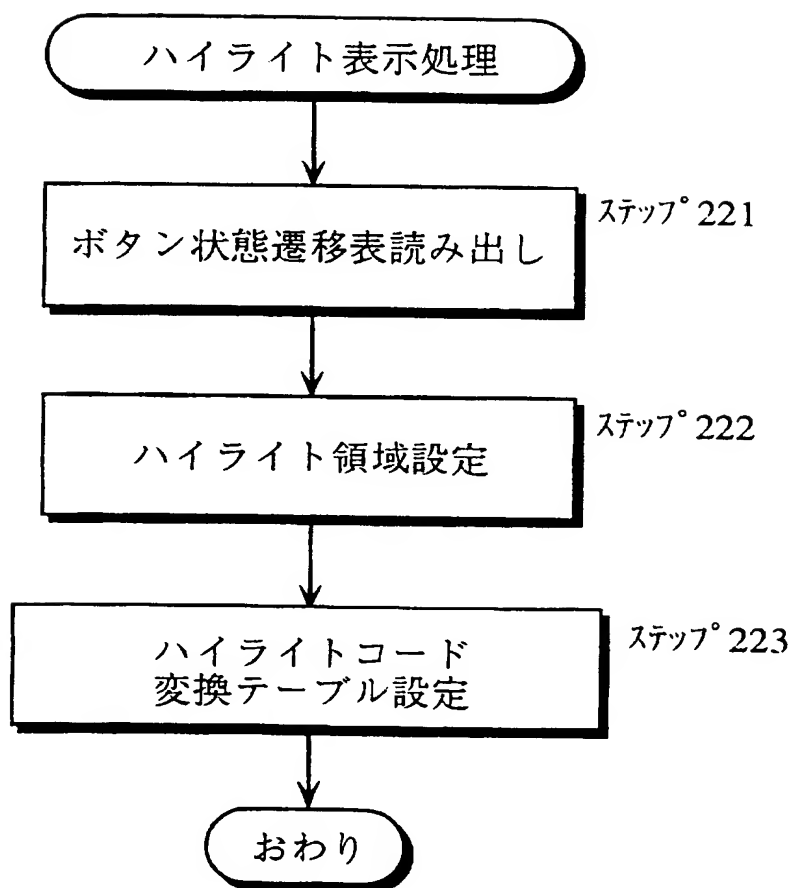 ハイライト表示処理
ボタン状態遷移表読み出し
ステップ221
ハイライト領域設定
ステップ222
ハイライトコード
変換テーブル設定
ステップ223
おわり